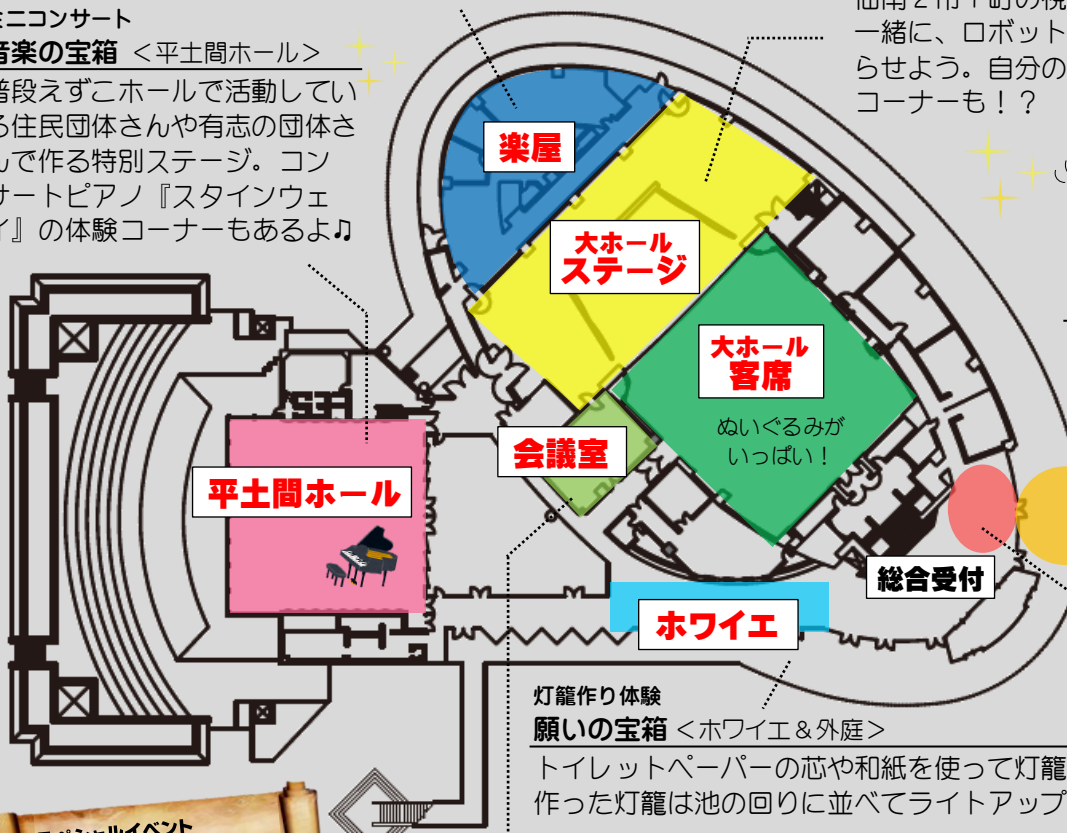 ミニコンサート
音楽の宝箱 ＜平土間ホール＞
普段えずこホールで活動してい
る住民団体さんや有志の団体さ
んで作る特別ステージ。コン
サートピアノ『スタインウェ
イ』の体験コーナーもあるよ♫
一緒に、ロボット
らせよう。自分の
コーナーも！？
楽屋
大ホール
ステージ
大ホール
客席
ぬいぐるみが
いっぱい！
会議室
平土間ホール
総合受付
ホワイエ
灯籠作り体験
願いの宝箱 ＜ホワイエ＆外庭＞
トイレットペーパーの芯や和紙を使って灯籠
作った灯籠は池の回りに並べてライトアップ
スペシャルイベント